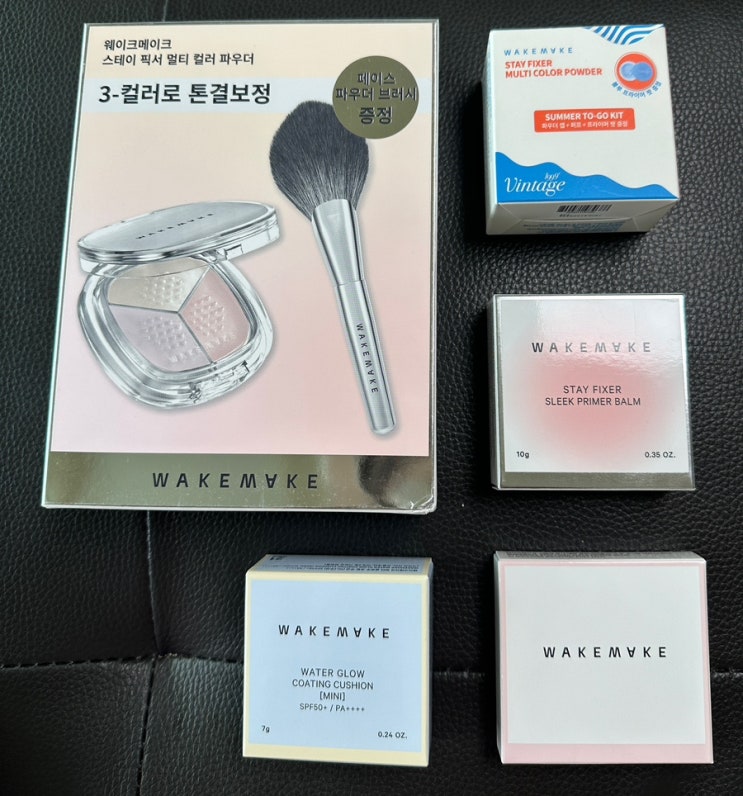 웨이크메이크
스테이 픽서 멀티 컬러 파우더
3-컬러로 톤결보정
페이스
파우더 브러시
증정
WAKEMAKE
WAKEMAKE
WAKEMAKE
WAKEMAKE
STAY FIXER
MULTI COLOR POWDER
SUMMER TO-GO KIT
Vintage
WAKEMAKE
STAY FIXER
SLEEK PRIMER BALM
10g 0.35 OZ.
WAKEMAKE
WATER GLOW
COATING CUSHION
[MINI]
SPF50+ / PA++++
7g 0.24 OZ.
WAKEMAKE